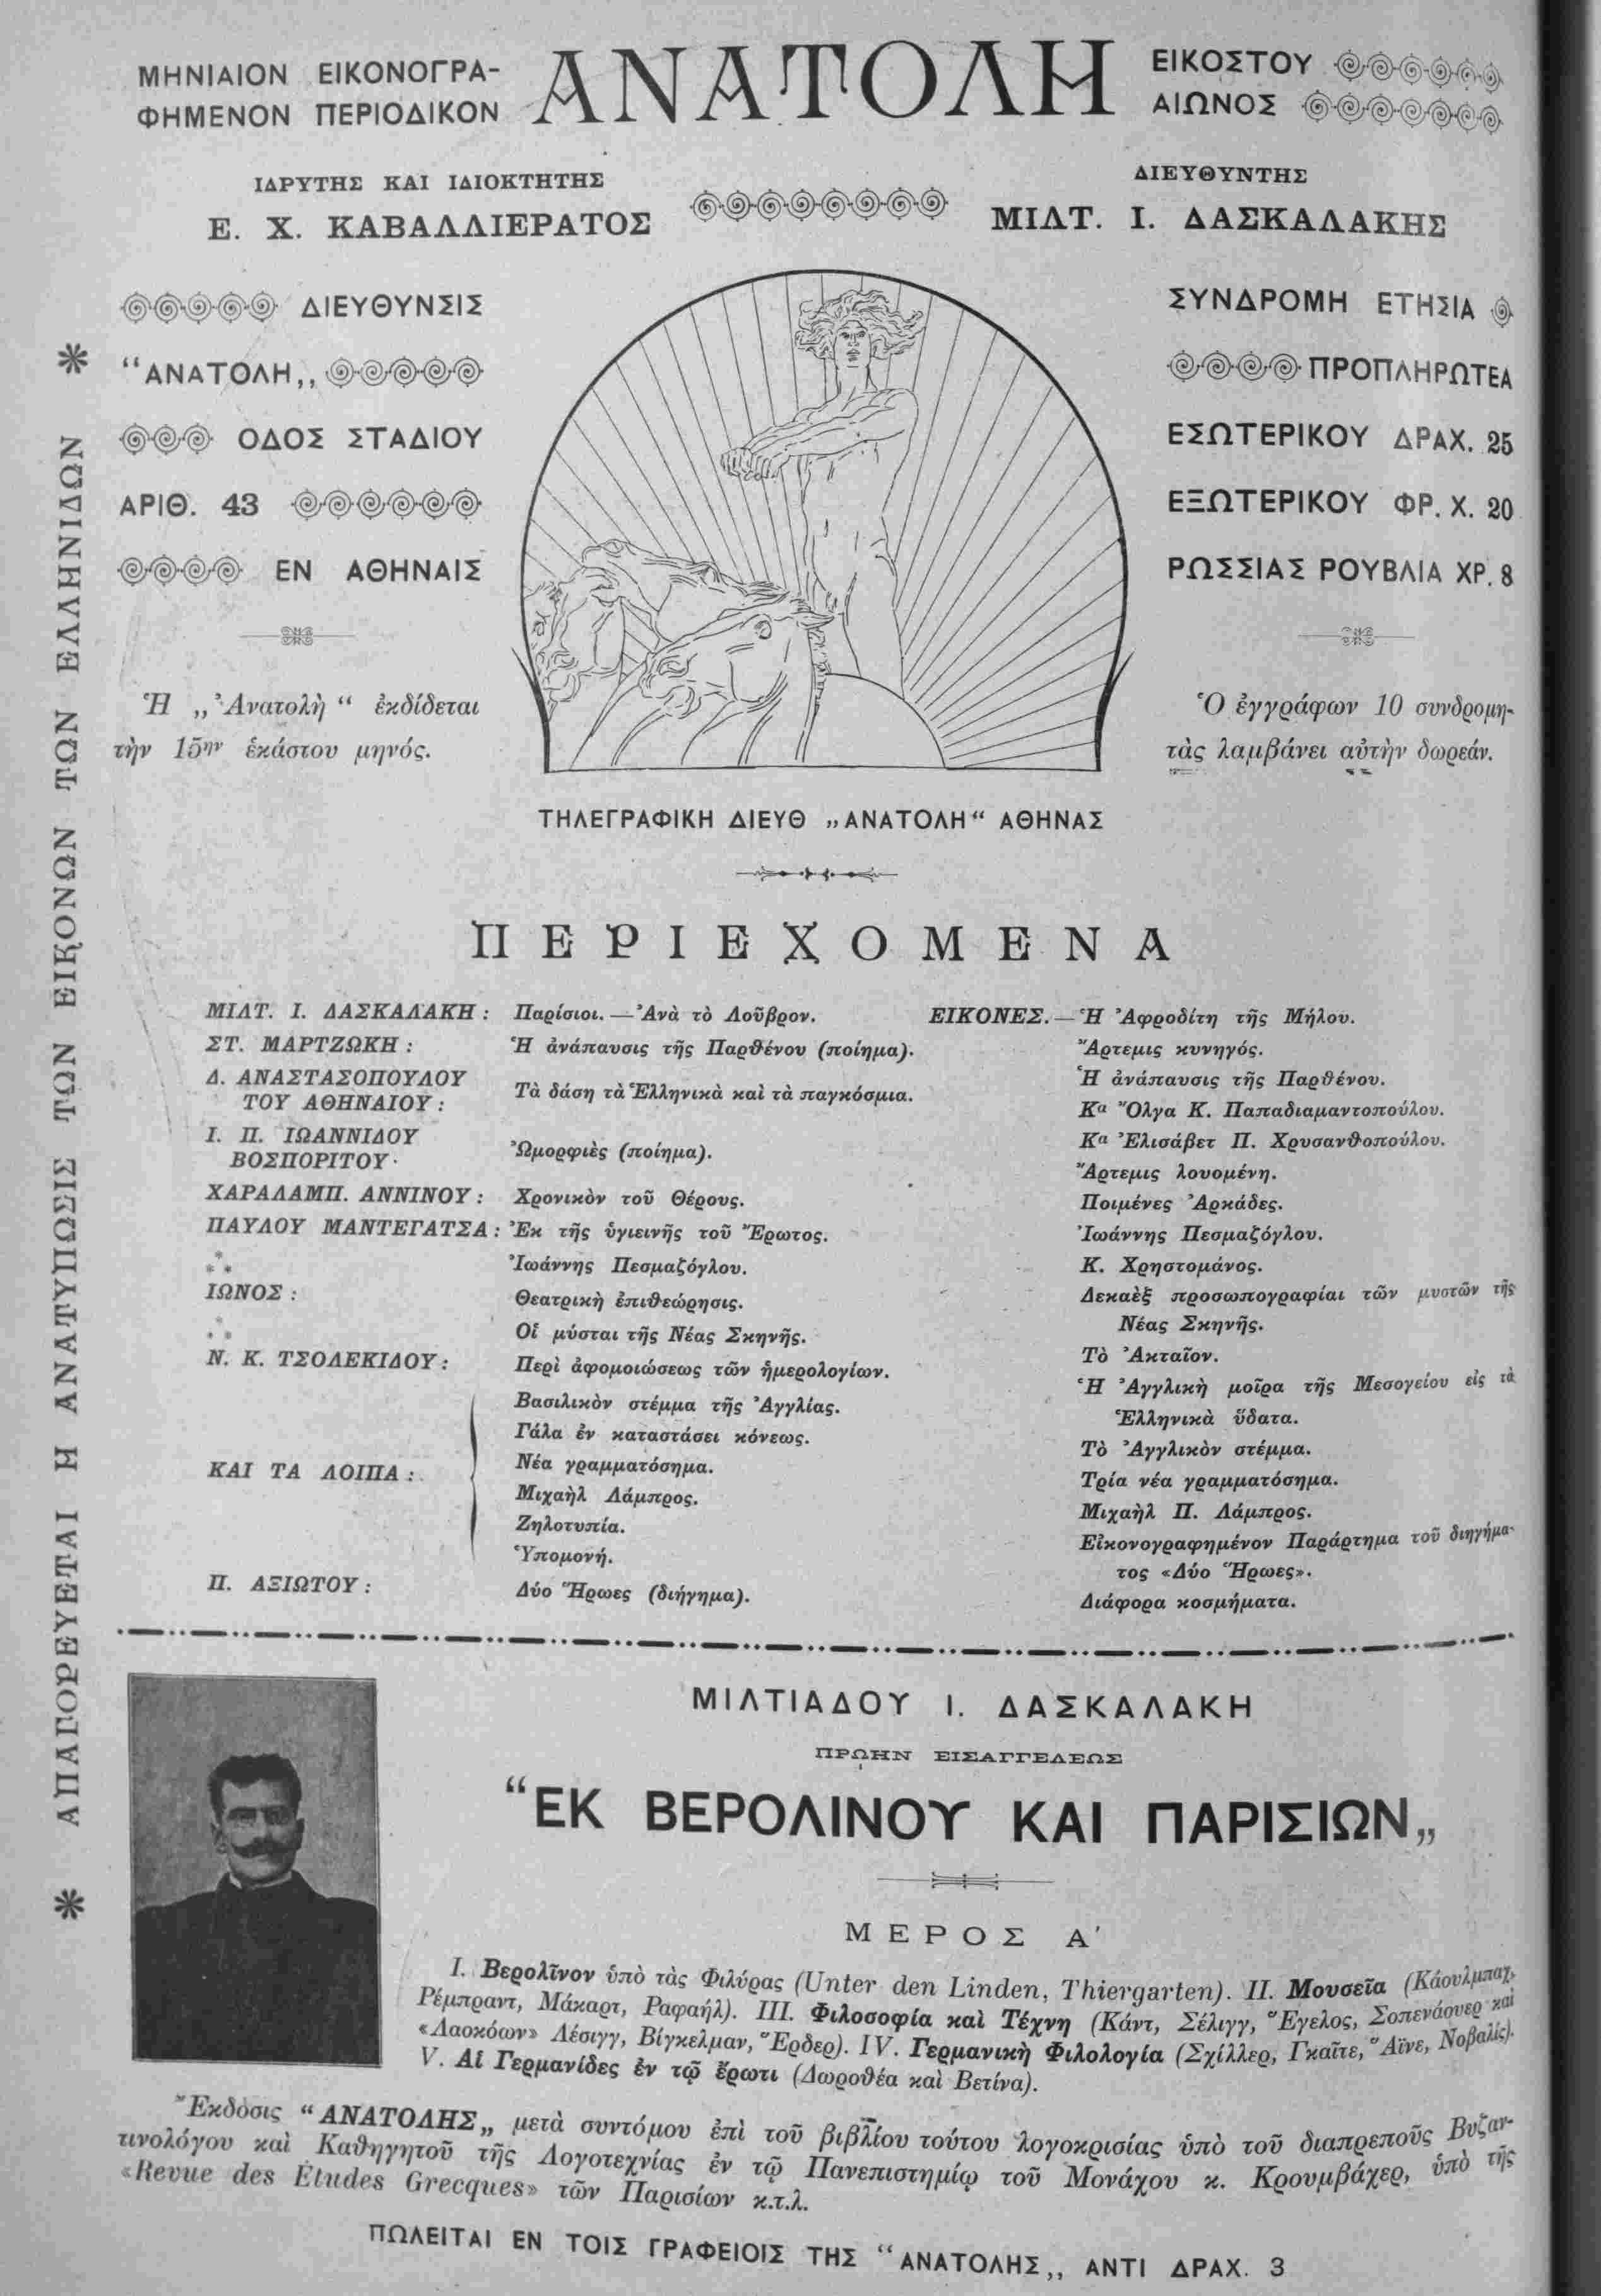 ΜΗΝΙΑΙΟΝ ΕΙΚΟΝΟΓΡΑ-
ΦΗΜΕΝΟΝ ΠΕΡΙΟΔΙΚΟΝ
ΑΝΑΤΟΛΗ
ΕΙΚΟΣΤΟΥ
ΑΙΩΝΟΣ
ΙΔΡΥΤΗΣ ΚΑΙ ΙΔΙΟΚΤΗΤΗΣ
Ε. Χ. ΚΑΒΑΛΛΙΕΡΑΤΟΣ
ΔΙΕΥΘΥΝΤΗΣ
ΜΙΛΤ. Ι. ΔΑΣΚΑΛΑΚΗΣ
ΔΙΕΥΘΥΝΣΙΣ
“ΑΝΑΤΟΛΗ„
ΟΔΟΣ ΣΤΑΔΙΟΥ
ΑΡΙΘ. 43
ΕΝ ΑΘΗΝΑΙΣ
Ἡ „Ἀνατολὴ“ ἐκδίδεται
τὴν 15ην ἑκάστου μηνός.
ΣΥΝΔΡΟΜΗ ΕΤΗΣΙΑ
ΠΡΟΠΛΗΡΩΤΕΑ
ΕΣΩΤΕΡΙΚΟΥ ΔΡΑΧ. 25
ΕΞΩΤΕΡΙΚΟΥ ΦΡ. Χ. 20
ΡΩΣΣΙΑΣ ΡΟΥΒΛΙΑ ΧΡ. 8
Ὁ ἐγγράφων 10 συνδρομη-
τὰς λαμβάνει αὐτὴν δωρεάν.
ΤΗΛΕΓΡΑΦΙΚΗ ΔΙΕΥΘ „ΑΝΑΤΟΛΗ“ ΑΘΗΝΑΣ
* ΑΠΑΓΟΡΕΥΕΤΑΙ Η ΑΝΑΤΥΠΩΣΙΣ ΤΩΝ ΕΙΚΟΝΩΝ ΤΩΝ ΕΛΛΗΝΙΔΩΝ *
ΠΕΡΙΕΧΟΜΕΝΑ
ΜΙΛΤ. Ι. ΔΑΣΚΑΛΑΚΗ : Παρίσιοι.—Ἀνὰ τὸ Λοῦβρον.
ΣΤ. ΜΑΡΤΖΩΚΗ : Ἡ ἀνάπαυσις τῆς Παρθένου (ποίημα).
Δ. ΑΝΑΣΤΑΣΟΠΟΥΛΟΥ
ΤΟΥ ΑΘΗΝΑΙΟΥ : Τὰ δάση τὰ Ἑλληνικὰ καὶ τὰ παγκόσμια.
Ι. Π. ΙΩΑΝΝΙΔΟΥ
ΒΟΣΠΟΡΙΤΟΥ· Ὠμορφιὲς (ποίημα).
ΧΑΡΑΛΑΜΠ. ΑΝΝΙΝΟΥ : Χρονικὸν τοῦ Θέρους.
ΠΑΥΛΟΥ ΜΑΝΤΕΓΑΤΣΑ : Ἐκ τῆς ὑγιεινῆς τοῦ Ἔρωτος.
⁂ Ἰωάννης Πεσμαζόγλου.
ΙΩΝΟΣ : Θεατρικὴ ἐπιθεώρησις.
⁂ Οἱ μύσται τῆς Νέας Σκηνῆς.
Ν. Κ. ΤΣΟΛΕΚΙΔΟΥ : Περὶ ἀφομοιώσεως τῶν ἡμερολογίων.
Βασιλικὸν στέμμα τῆς Ἀγγλίας.
Γάλα ἐν καταστάσει κόνεως.
ΚΑΙ ΤΑ ΛΟΙΠΑ : Νέα γραμματόσημα.
Μιχαὴλ Λάμπρος.
Ζηλοτυπία.
Ὑπομονή.
Π. ΑΞΙΩΤΟΥ : Δύο Ἥρωες (διήγημα).
ΕΙΚΟΝΕΣ.—Ἡ Ἀφροδίτη τῆς Μήλου.
Ἄρτεμις κυνηγός.
Ἡ ἀνάπαυσις τῆς Παρθένου.
Κα Ὄλγα Κ. Παπαδιαμαντοπούλου.
Κα Ἐλισάβετ Π. Χρυσανθοπούλου.
Ἄρτεμις λουομένη.
Ποιμένες Ἀρκάδες.
Ἰωάννης Πεσμαζόγλου.
Κ. Χρηστομάνος.
Δεκαὲξ προσωπογραφίαι τῶν μυστῶν τῆς
Νέας Σκηνῆς.
Τὸ Ἀκταῖον.
Ἡ Ἀγγλικὴ μοῖρα τῆς Μεσογείου εἰς τὰ
Ἑλληνικὰ ὕδατα.
Τὸ Ἀγγλικὸν στέμμα.
Τρία νέα γραμματόσημα.
Μιχαὴλ Π. Λάμπρος.
Εἰκονογραφημένον Παράρτημα τοῦ διηγήμα-
τος «Δύο Ἥρωες».
Διάφορα κοσμήματα.
ΜΙΛΤΙΑΔΟΥ Ι. ΔΑΣΚΑΛΑΚΗ
ΠΡΩΗΝ ΕΙΣΑΓΓΕΛΕΩΣ
“ΕΚ ΒΕΡΟΛΙΝΟΥ ΚΑΙ ΠΑΡΙΣΙΩΝ„
ΜΕΡΟΣ Α'
I. Βερολῖνον ὑπὸ τὰς Φιλύρας (Unter den Linden, Thiergarten). II. Μουσεῖα (Κάουλμπαχ,
Ρέμπραντ, Μάκαρτ, Ραφαήλ). III. Φιλοσοφία καὶ Τέχνη (Κάντ, Σέλιγγ, Ἔγελος, Σοπενάουερ καὶ
«Λαοκόων» Λέσιγγ, Βίγκελμαν, Ἔρδερ). IV. Γερμανικὴ Φιλολογία (Σχίλλερ, Γκαῖτε, Ἄϊνε, Νοβαλίς).
V. Αἱ Γερμανίδες ἐν τῷ ἔρωτι (Δωροθέα καὶ Βετίνα).
Ἔκδοσις “ΑΝΑΤΟΛΗΣ„ μετὰ συντόμου ἐπὶ τοῦ βιβλίου τούτου λογοκρισίας ὑπὸ τοῦ διαπρεποῦς Βυζαν-
τινολόγου καὶ Καθηγητοῦ τῆς Λογοτεχνίας ἐν τῷ Πανεπιστημίῳ τοῦ Μονάχου κ. Κρουμβάχερ, ὑπὸ τῆς
«Revue des Études Grecques» τῶν Παρισίων κ.τ.λ.
ΠΩΛΕΙΤΑΙ ΕΝ ΤΟΙΣ ΓΡΑΦΕΙΟΙΣ ΤΗΣ “ΑΝΑΤΟΛΗΣ„ ΑΝΤΙ ΔΡΑΧ. 3